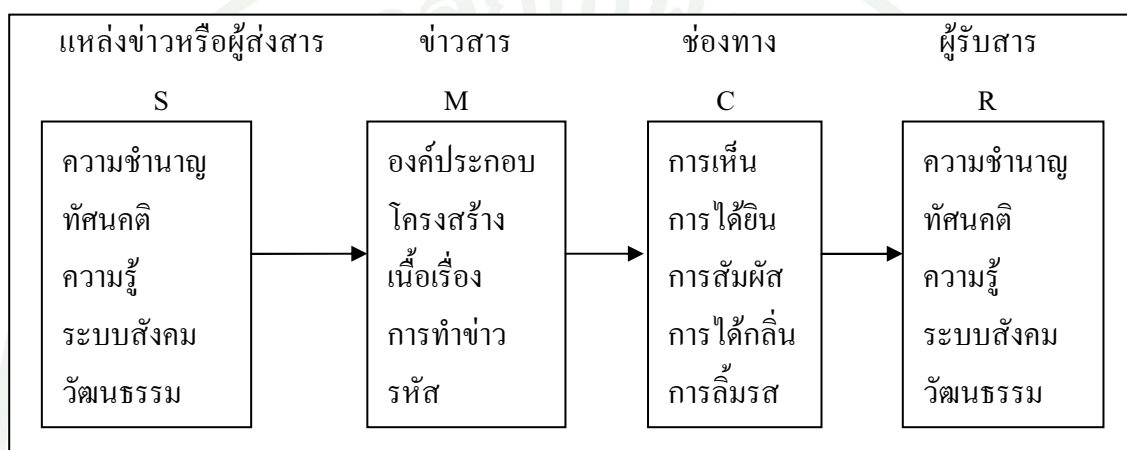 แหล่งข่าวหรือผู้ส่งสาร ข่าวสาร ช่องทาง ผู้รับสาร
S M C R
ความชำนาญ องค์ประกอบ การเห็น ความชำนาญ
ทัศนคติ โครงสร้าง การได้ยิน ทัศนคติ
ความรู้ เนื้อเรื่อง การสัมผัส ความรู้
ระบบสังคม การทำข่าว การได้กลิ่น ระบบสังคม
วัฒนธรรม รหัส การลิ้มรส วัฒนธรรม